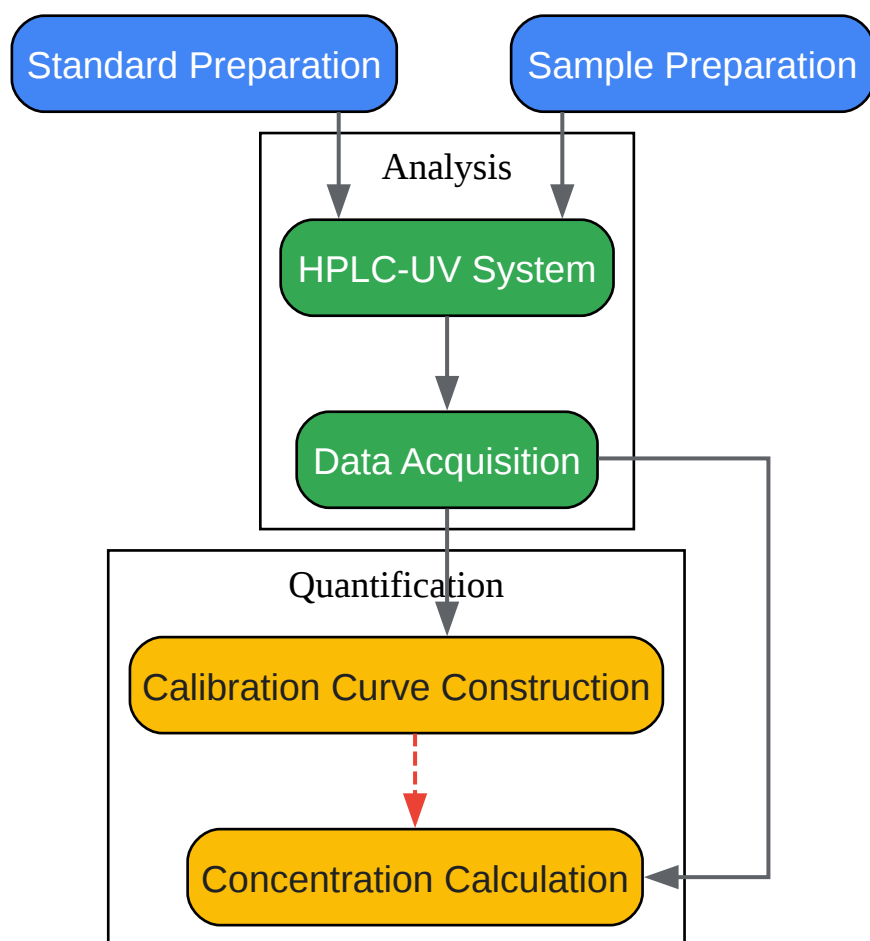 Standard Preparation
Sample Preparation
Analysis
HPLC-UV System
Data Acquisition
Quantification
Calibration Curve Construction
Concentration Calculation